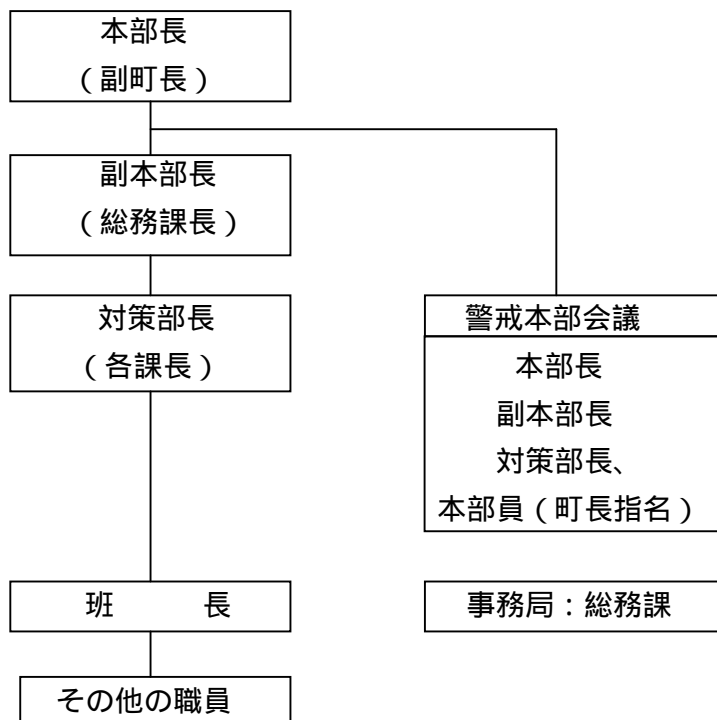 本部長
（副町長）
副本部長
（総務課長）
対策部長
（各課長）
警戒本部会議
本部長
副本部長
対策部長、
本部員（町長指名）
班　　　長
事務局：総務課
その他の職員